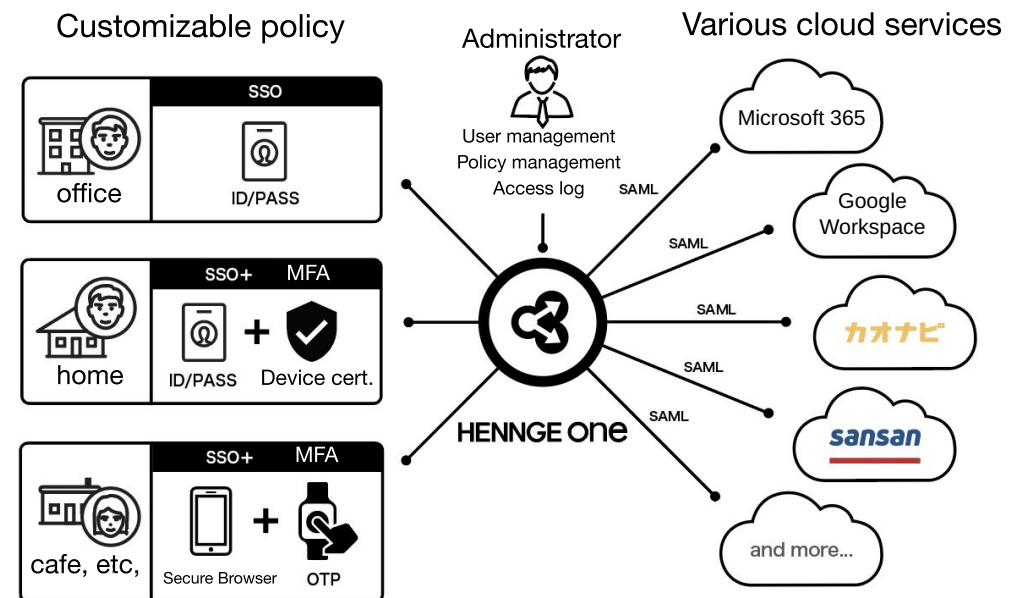 Customizable policy
SSO
ID/PASS
office
SSO+ MFA
ID/PASS
Device cert.
home
SSO+ MFA
Secure Browser
OTP
cafe, etc,
Administrator
User management
Policy management
Access log
HENNGE one
Various cloud services
SAML
Microsoft 365
SAML
Google
Workspace
SAML
カオナビ
SAML
sansan
SAML
and more...